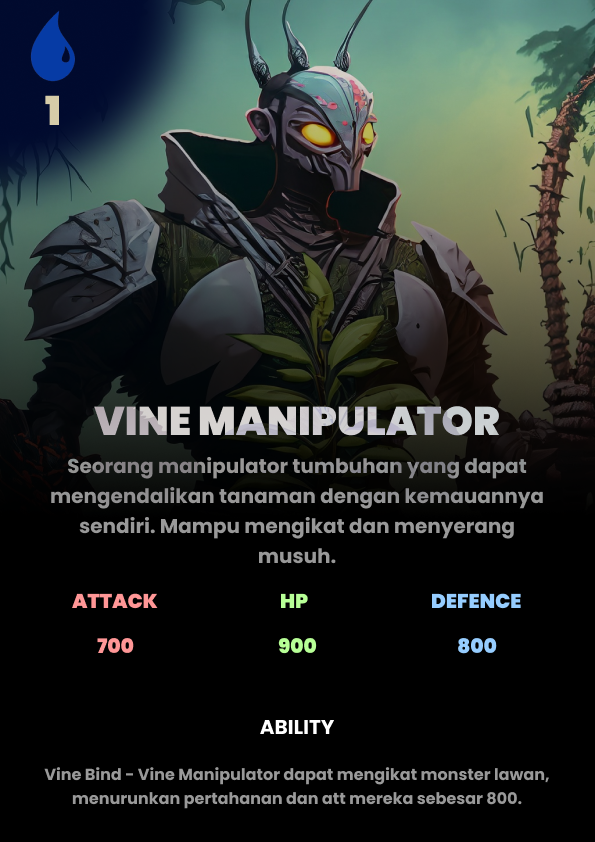 1
VINE MANIPULATOR
Seorang manipulator tumbuhan yang dapat
mengendalikan tanaman dengan kemauannya
sendiri. Mampu mengikat dan menyerang
musuh.
ATTACK HP DEFENCE
700 900 800
ABILITY
Vine Bind - Vine Manipulator dapat mengikat monster lawan,
menurunkan pertahanan dan att mereka sebesar 800.